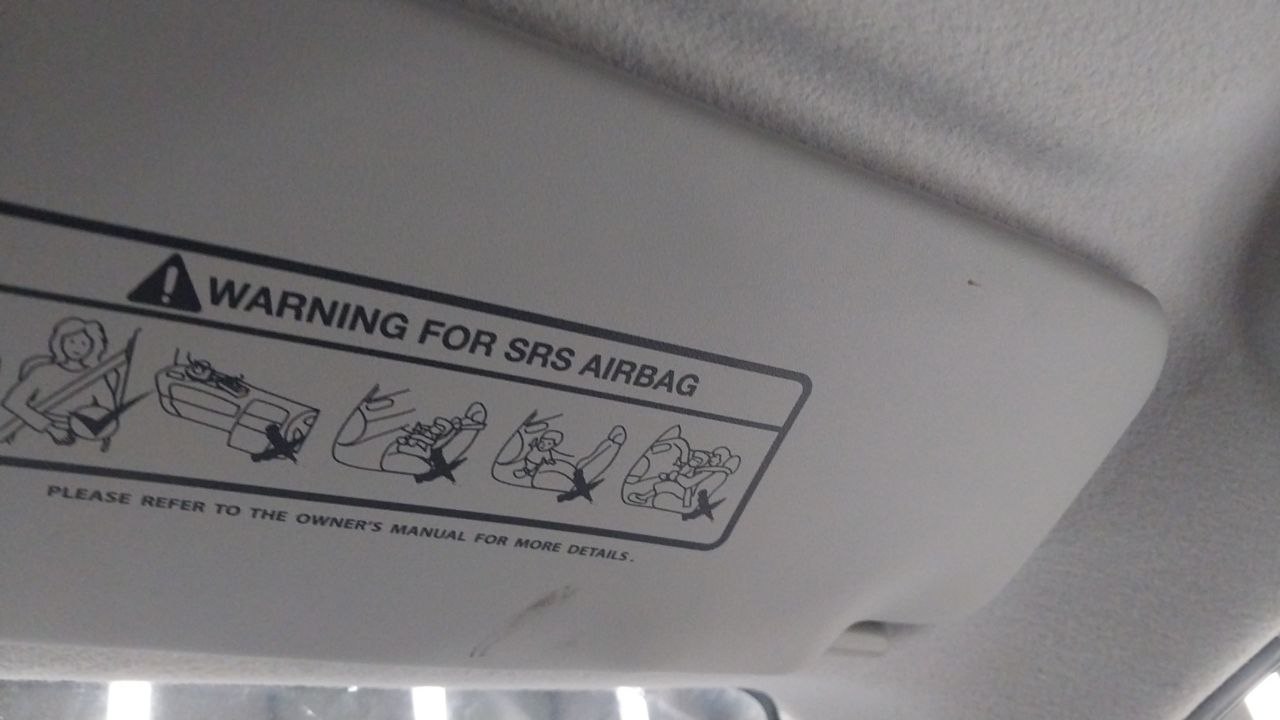 WARNING FOR SRS AIRBAG
PLEASE REFER TO THE OWNER'S MANUAL FOR MORE DETAILS.